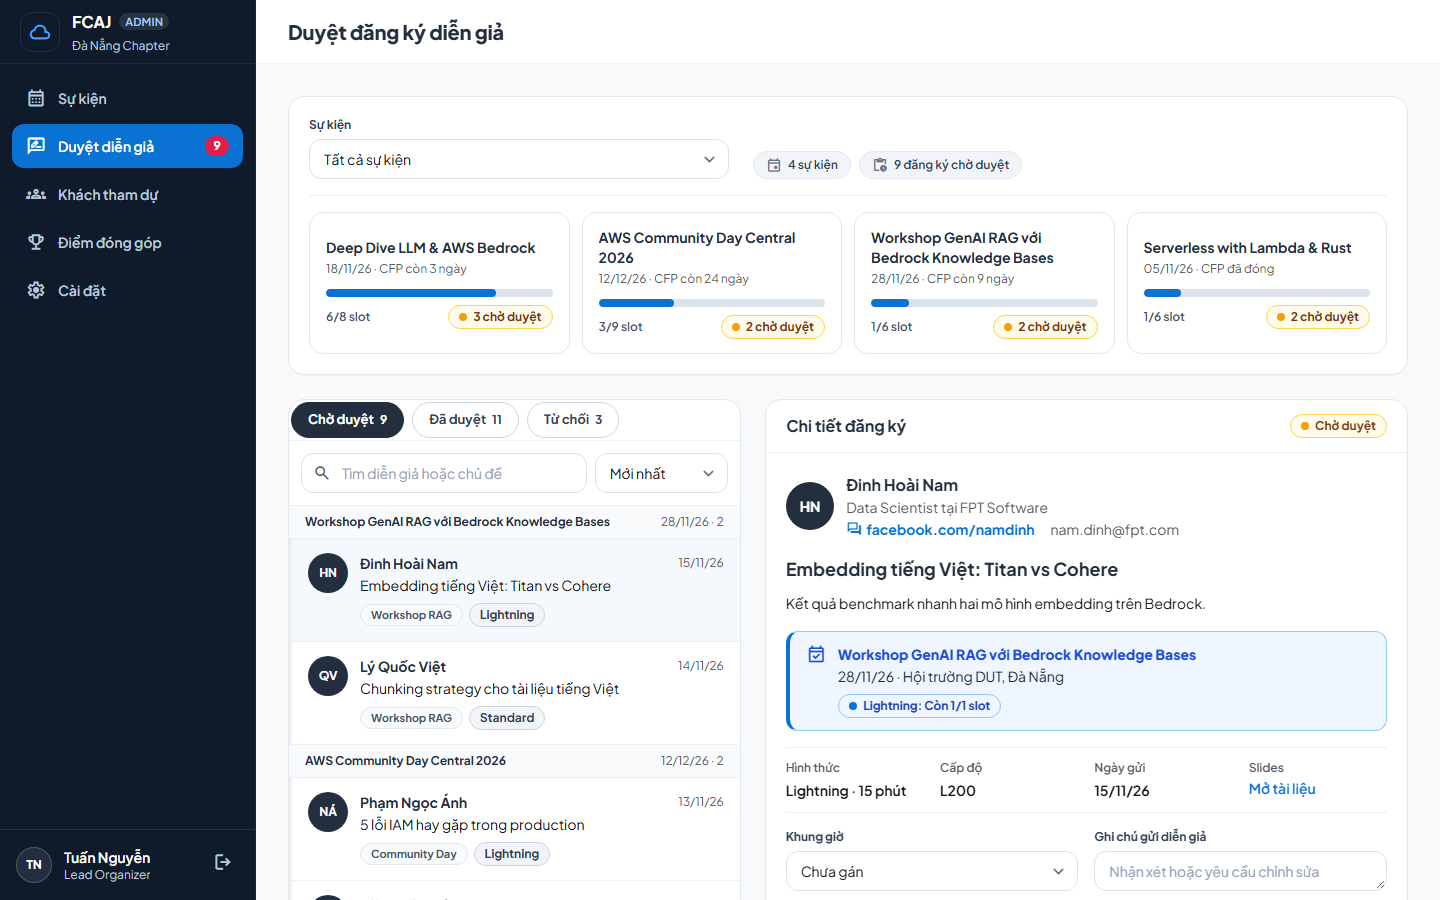 FCAJ ADMIN
Đà Nẵng Chapter
Sự kiện
Duyệt diễn giả 9
Khách tham dự
Điểm đóng góp
Cài đặt
TN
Tuấn Nguyễn
Lead Organizer
Duyệt đăng ký diễn giả
Sự kiện
Tất cả sự kiện
4 sự kiện
9 đăng ký chờ duyệt
Deep Dive LLM & AWS Bedrock
18/11/26 · CFP còn 3 ngày
6/8 slot
3 chờ duyệt
AWS Community Day Central
2026
12/12/26 · CFP còn 24 ngày
3/9 slot
2 chờ duyệt
Workshop GenAI RAG với
Bedrock Knowledge Bases
28/11/26 · CFP còn 9 ngày
1/6 slot
2 chờ duyệt
Serverless with Lambda & Rust
05/11/26 · CFP đã đóng
1/6 slot
2 chờ duyệt
Chờ duyệt 9
Đã duyệt 11
Từ chối 3
Tìm diễn giả hoặc chủ đề
Mới nhất
Workshop GenAI RAG với Bedrock Knowledge Bases 28/11/26 · 2
HN
Đinh Hoài Nam 15/11/26
Embedding tiếng Việt: Titan vs Cohere
Workshop RAG Lightning
QV
Lý Quốc Việt 14/11/26
Chunking strategy cho tài liệu tiếng Việt
Workshop RAG Standard
AWS Community Day Central 2026 12/12/26 · 2
NÁ
Phạm Ngọc Ánh 13/11/26
5 lỗi IAM hay gặp trong production
Community Day Lightning
Chi tiết đăng ký
Chờ duyệt
HN
Đinh Hoài Nam
Data Scientist tại FPT Software
facebook.com/namdinh nam.dinh@fpt.com
Embedding tiếng Việt: Titan vs Cohere
Kết quả benchmark nhanh hai mô hình embedding trên Bedrock.
Workshop GenAI RAG với Bedrock Knowledge Bases
28/11/26 · Hội trường DUT, Đà Nẵng
Lightning: Còn 1/1 slot
Hình thức
Lightning · 15 phút
Cấp độ
L200
Ngày gửi
15/11/26
Slides
Mở tài liệu
Khung giờ
Chưa gán
Ghi chú gửi diễn giả
Nhận xét hoặc yêu cầu chỉnh sửa